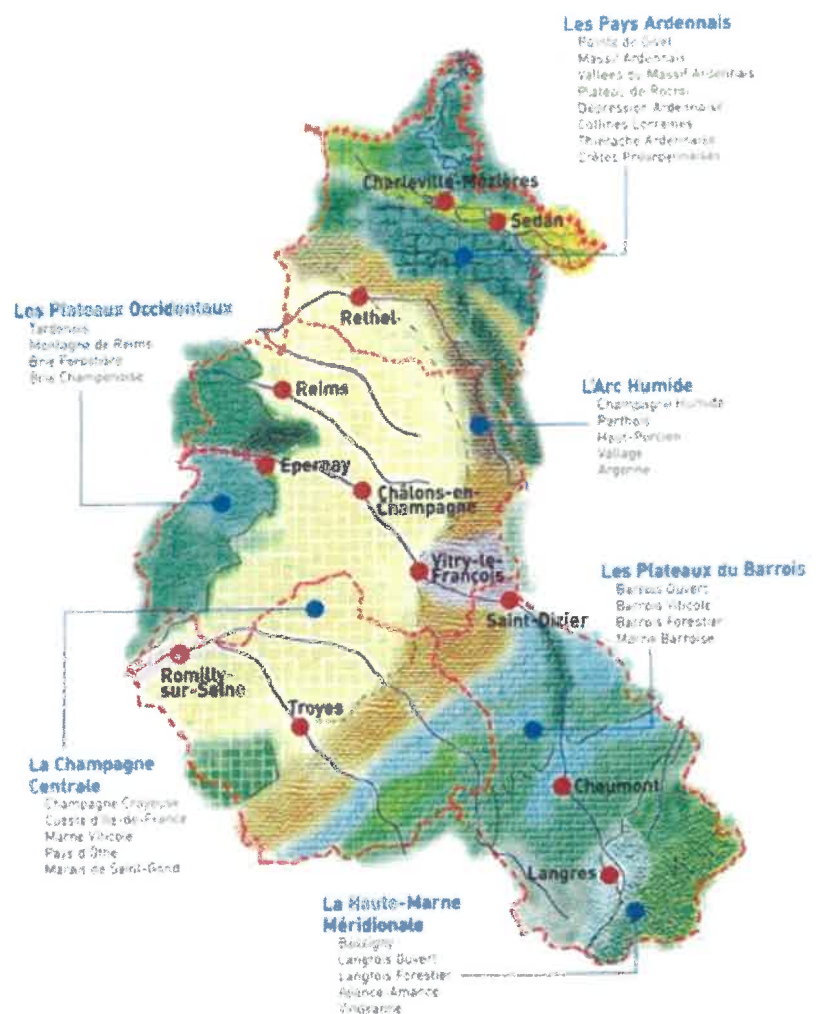 Les Pays Ardennais
Pointe de Givet
Massif Ardennais
Vallées du Massif Ardennais
Plateau de Rocroi
Dépression Ardennaise
Collines Lorraines
Thiérache Ardennaise
Crêtes Préardennaises
Charleville-Mézières
Sedan
Les Plateaux Occidentaux
Tardenois
Montagne de Reims
Brie Forestière
Brie Champenoise
Rethel
Reims
L'Arc Humide
Champagne Humide
Perthois
Haut-Porcien
Vallage
Argonne
Epernay
Châlons-en-
Champagne
Vitry-le-
François
Les Plateaux du Barrois
Barrois Ouvert
Barrois Viticole
Barrois Forestier
Marne Barroise
Saint-Dizier
Romilly-
sur-Seine
Troyes
La Champagne
Centrale
Champagne Crayeuse
Cuesta d'Ile-de-France
Marne Viticole
Pays d'Othe
Marais de Saint-Gond
Chaumont
Langres
La Haute-Marne
Méridionale
Bassigny
Langrois Ouvert
Langrois Forestier
Apance-Amance
Vingeanne